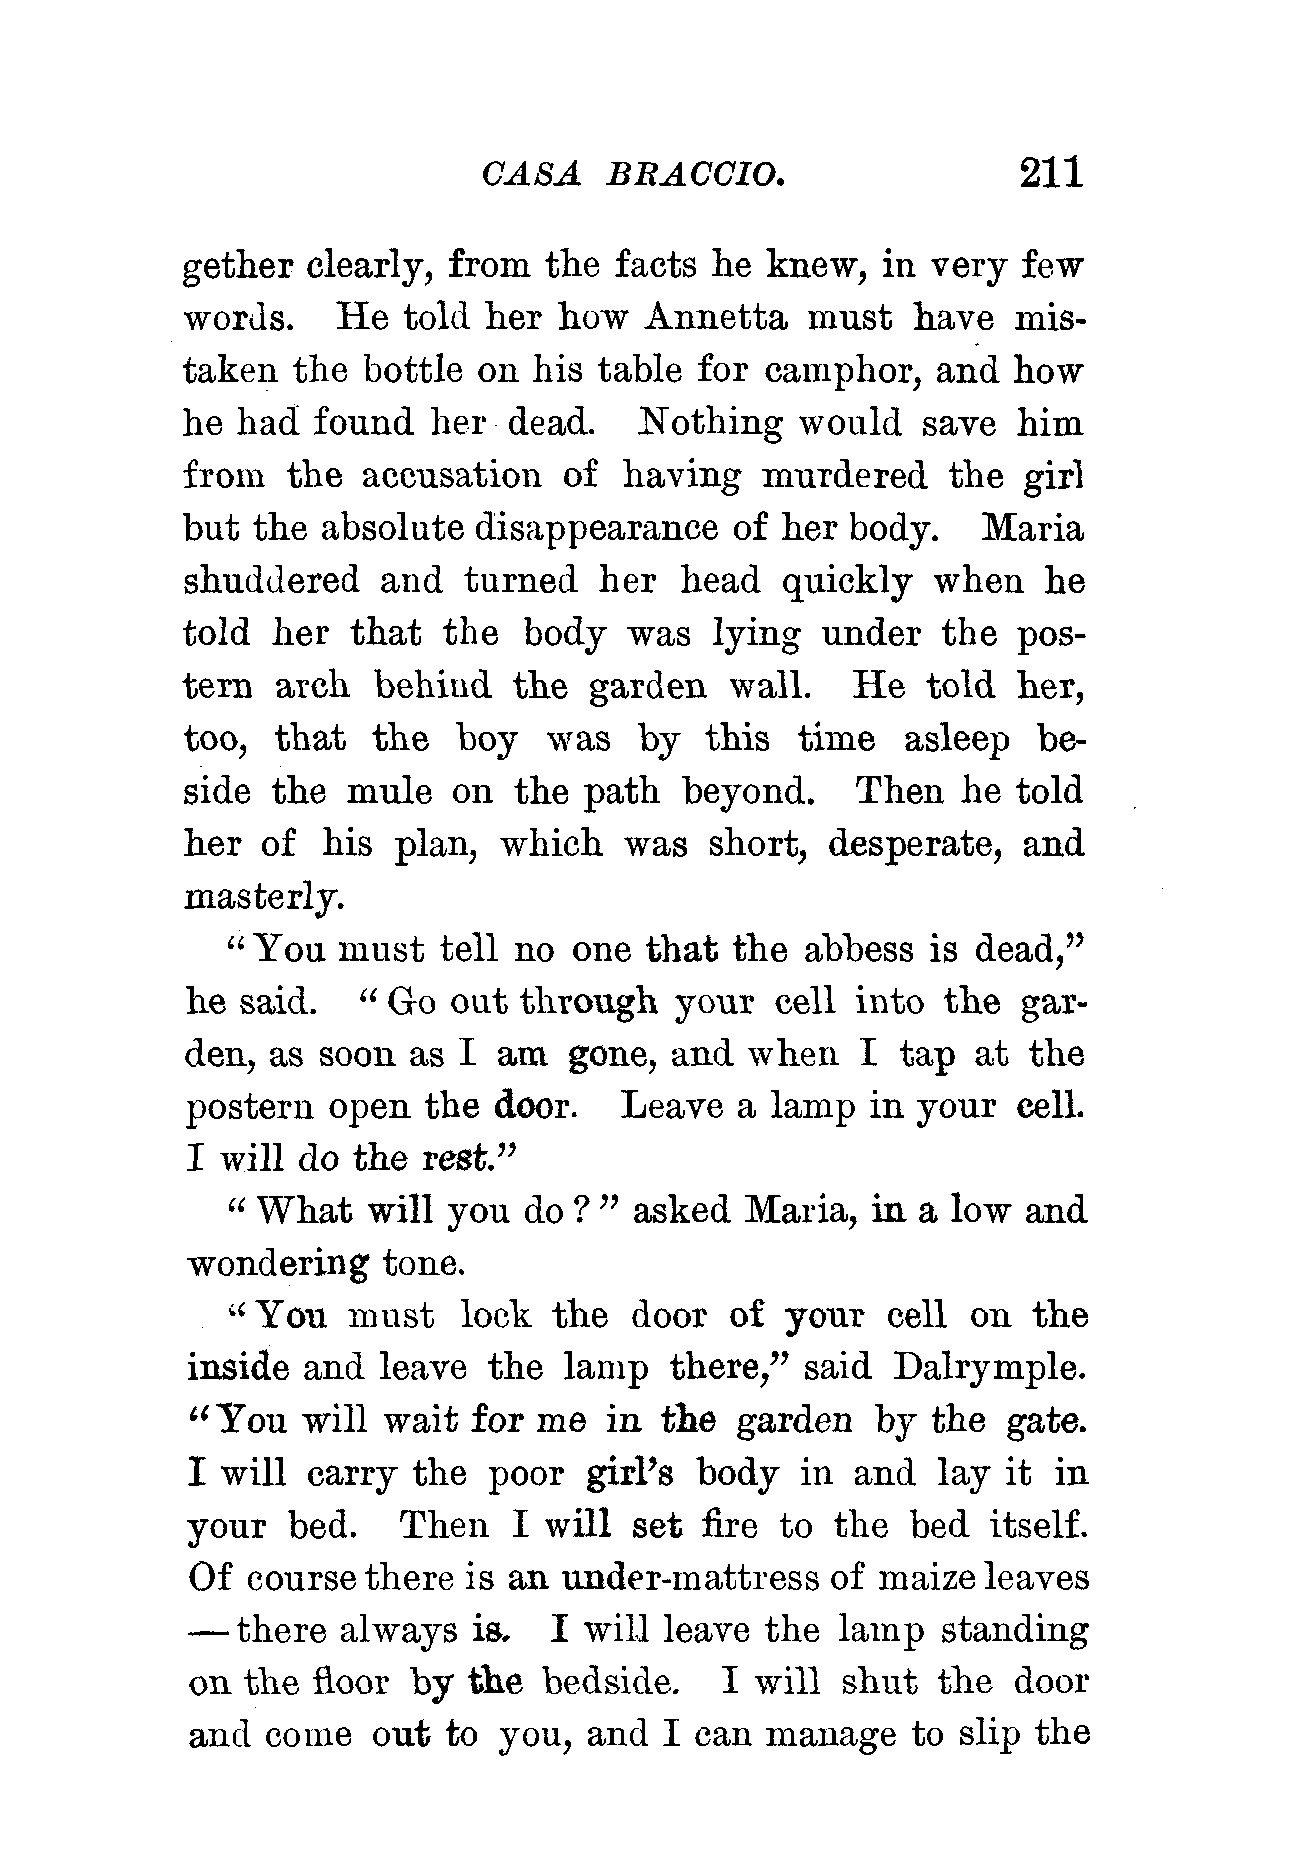 CASA BRACCIO. 211
gether clearly, from the facts he knew, in very few
words. He told her how Annetta must have mis-
taken the bottle on his table for camphor, and how
he had found her dead. Nothing would save him
from the accusation of having murdered the girl
but the absolute disappearance of her body. Maria
shuddered and turned her head quickly when he
told her that the body was lying under the pos-
tern arch behind the garden wall. He told her,
too, that the boy was by this time asleep be-
side the mule on the path beyond. Then he told
her of his plan, which was short, desperate, and
masterly.
“You must tell no one that the abbess is dead,”
he said. “Go out through your cell into the gar-
den, as soon as I am gone, and when I tap at the
postern open the door. Leave a lamp in your cell.
I will do the rest.”
“What will you do?” asked Maria, in a low and
wondering tone.
“You must lock the door of your cell on the
inside and leave the lamp there,” said Dalrymple.
“You will wait for me in the garden by the gate.
I will carry the poor girl’s body in and lay it in
your bed. Then I will set fire to the bed itself.
Of course there is an under-mattress of maize leaves
—there always is. I will leave the lamp standing
on the floor by the bedside. I will shut the door
and come out to you, and I can manage to slip the